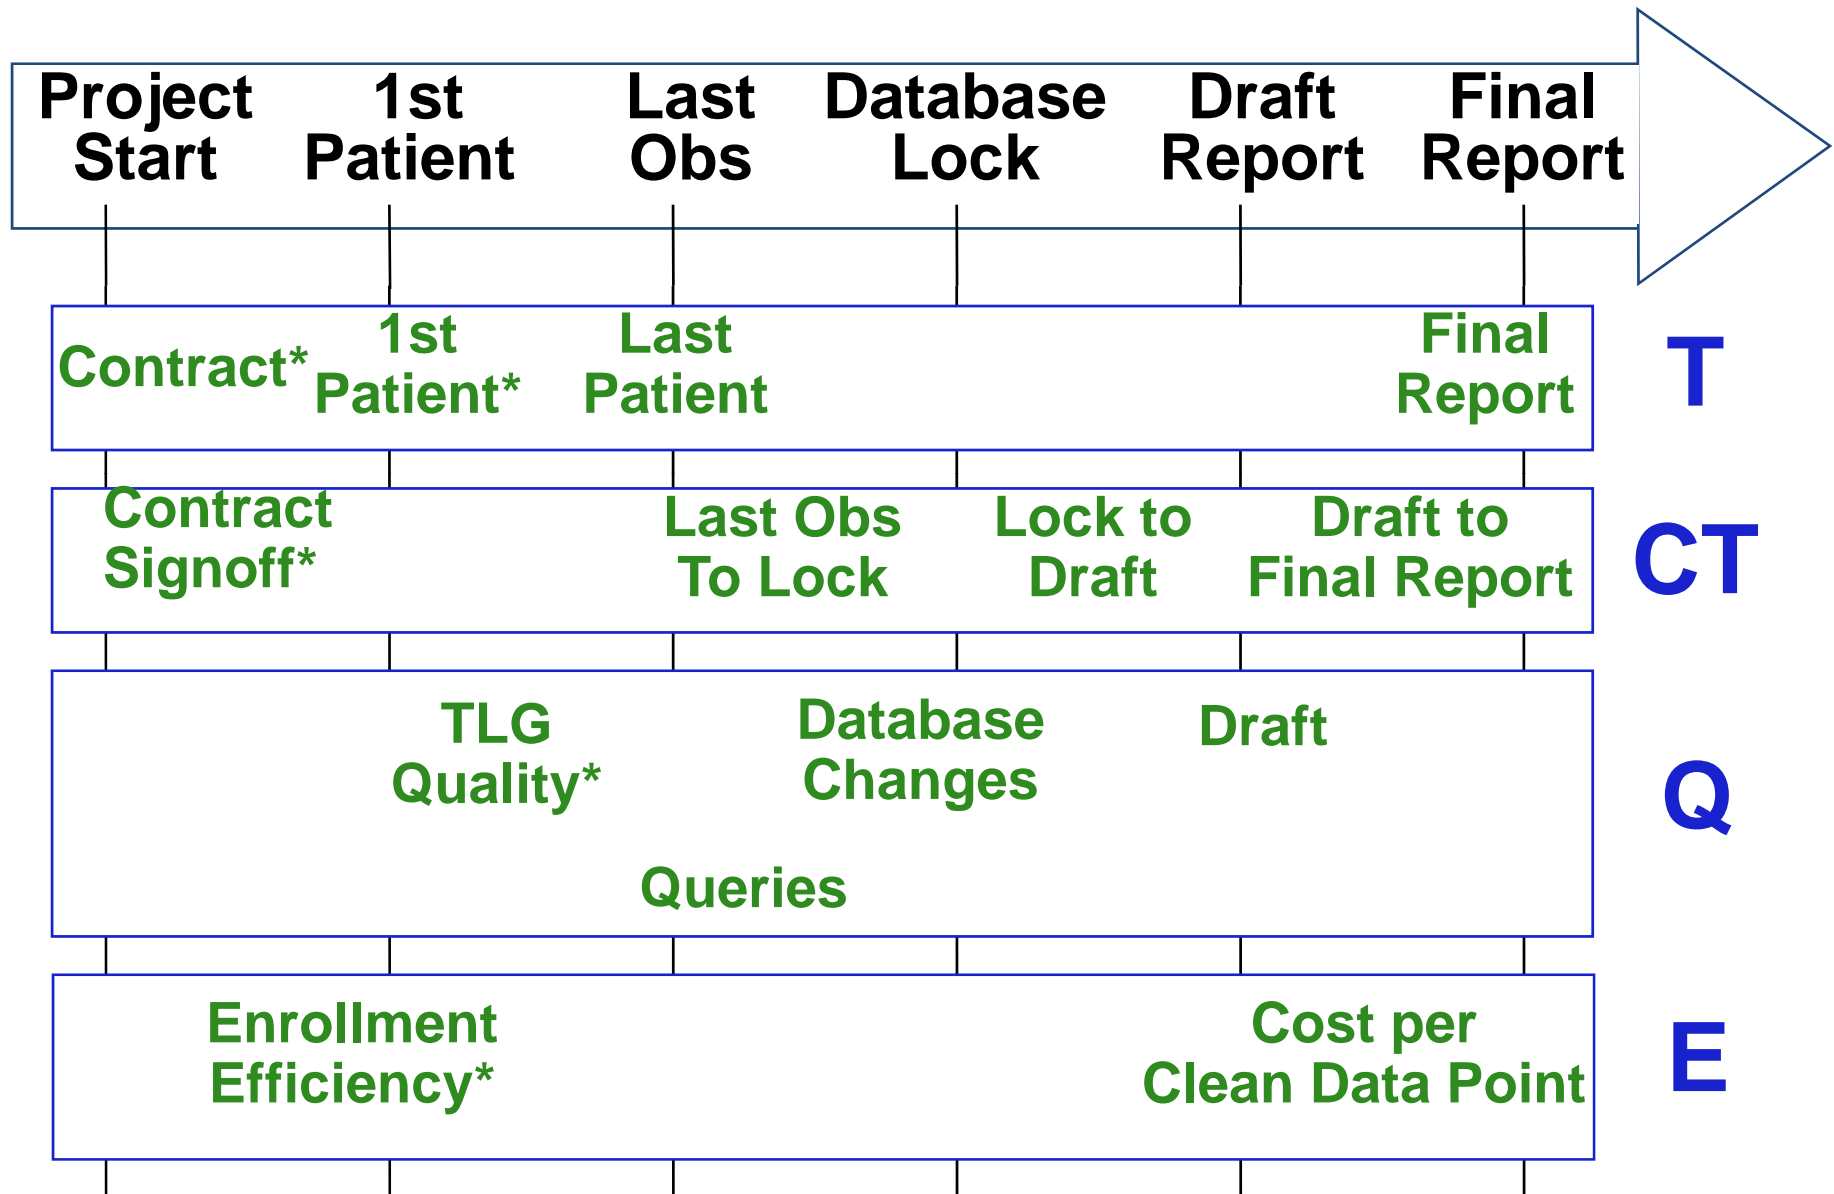 Project 1st Last Database Draft Final
Start Patient Obs Lock Report Report
Contract* 1st Last Final
Patient* Patient Report
T
Contract Last Obs Lock to Draft to
Signoff* To Lock Draft Final Report
CT
TLG Database Draft
Quality* Changes
Queries
Q
Enrollment Cost per
Efficiency* Clean Data Point
E